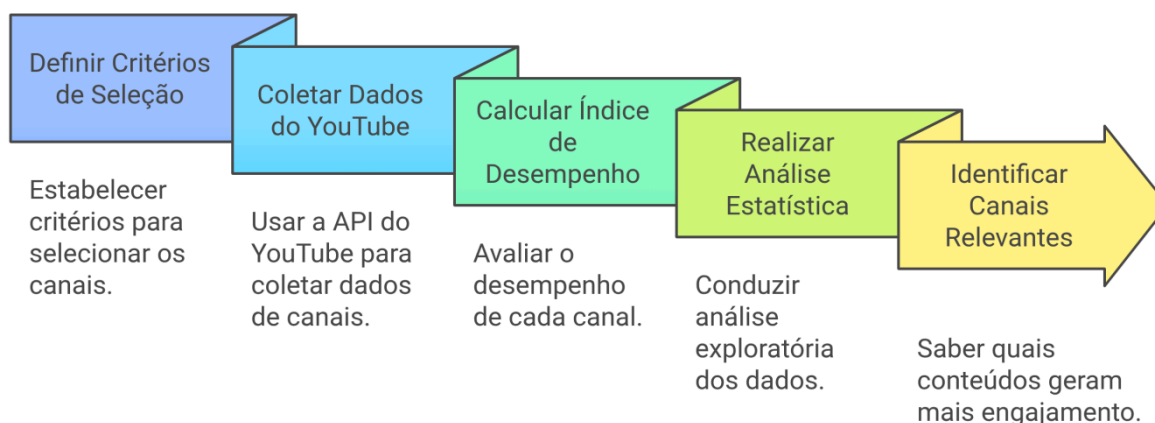 Definir Critérios
de Seleção
Estabelecer
critérios para
selecionar os
canais.
Coletar Dados
do YouTube
Usar a API do
YouTube para
coletar dados
de canais.
Calcular Índice
de
Desempenho
Avaliar o
desempenho
de cada canal.
Realizar
Análise
Estatística
Conduzir
análise
exploratória
dos dados.
Identificar
Canais
Relevantes
Saber quais
conteúdos geram
mais engajamento.